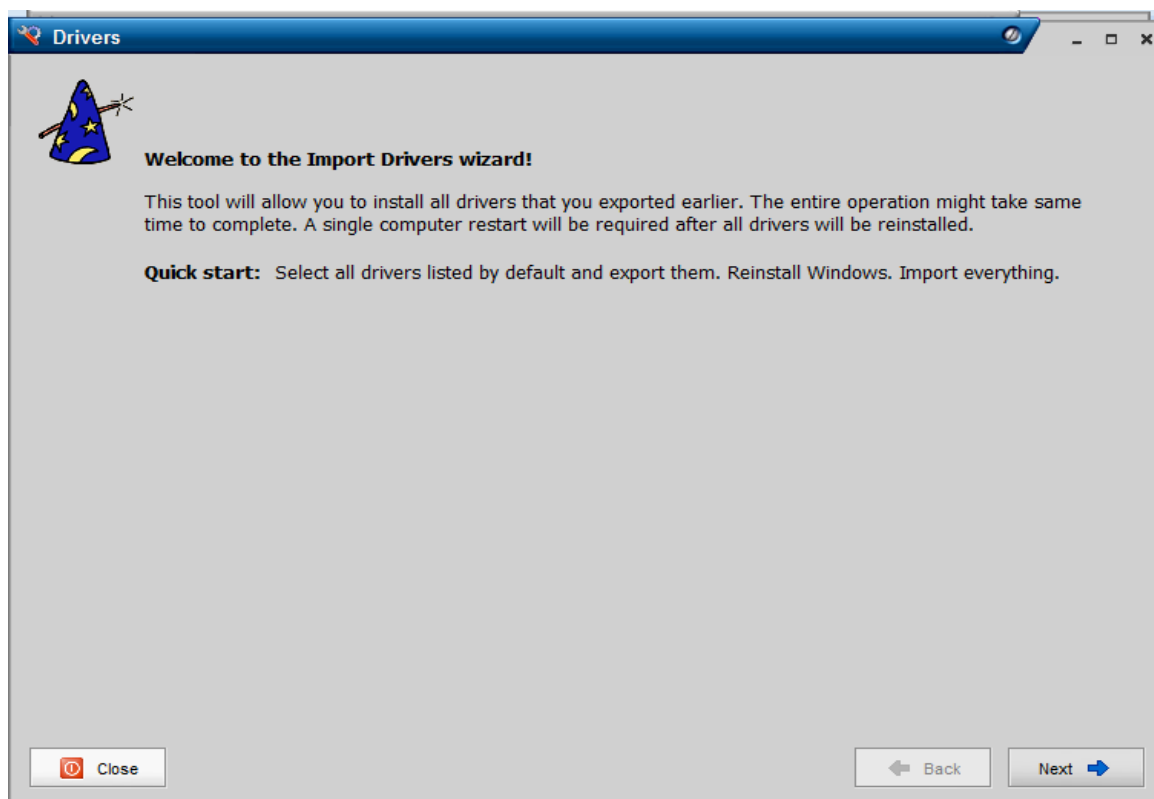 Drivers
Welcome to the Import Drivers wizard!
This tool will allow you to install all drivers that you exported earlier. The entire operation might take same
time to complete. A single computer restart will be required after all drivers will be reinstalled.
Quick start: Select all drivers listed by default and export them. Reinstall Windows. Import everything.
Close
Back
Next